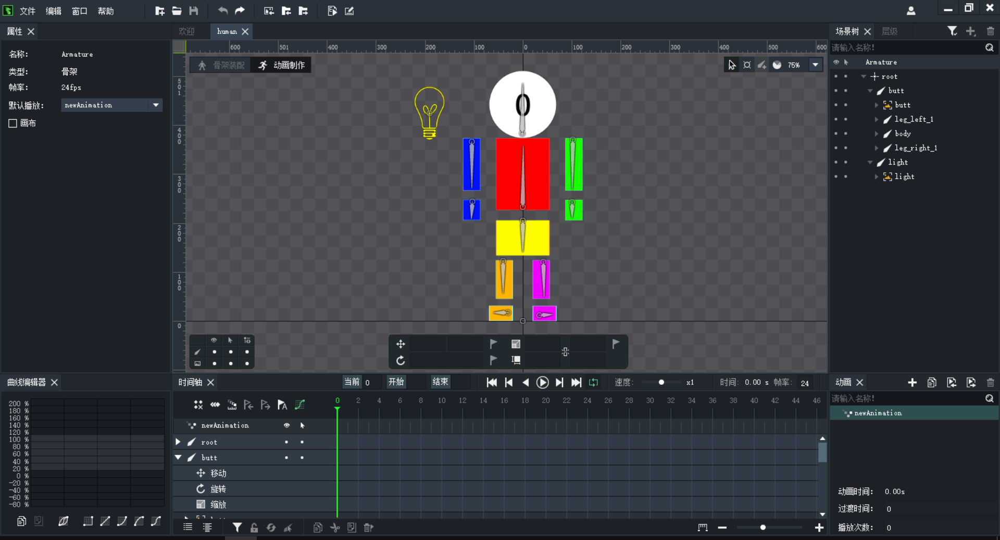 文件 编辑 窗口 帮助
属性
名称: Armature
类型: 骨架
帧率: 24fps
默认播放: newAnimation
画布
欢迎 human
600 501 400 300 200 100 0 100 200 300 400 500 600
骨架装配 动画制作
75%
501
400
300
200
100
0
0
场景树 层级
请输入名称!
Armature
root
butt
butt
leg_left_1
body
leg_right_1
light
light
曲线编辑器
200 %
180 %
160 %
140 %
120 %
100 %
80 %
60 %
40 %
20 %
0 %
-20 %
-40 %
-60 %
-80 %
时间轴 当前 0 开始 结束 速度: x1 时间: 0.00 s 帧率: 24
0 2 4 6 8 10 12 14 16 18 20 22 24 26 28 30 32 34 36 38 40 42 44 46
newAnimation
root
butt
移动
旋转
缩放
动画
请输入名称!
newAnimation
动画时间: 0.00s
过渡时间: 0
播放次数: 0